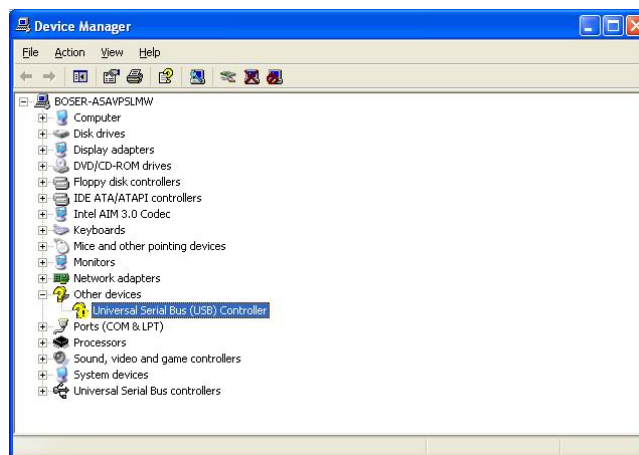 Device Manager
File Action View Help
BOSER-ASAVPSLMW
Computer
Disk drives
Display adapters
DVD/CD-ROM drives
Floppy disk controllers
IDE ATA/ATAPI controllers
Intel AIM 3.0 Codec
Keyboards
Mice and other pointing devices
Monitors
Network adapters
Other devices
Universal Serial Bus (USB) Controller
Ports (COM & LPT)
Processors
Sound, video and game controllers
System devices
Universal Serial Bus controllers